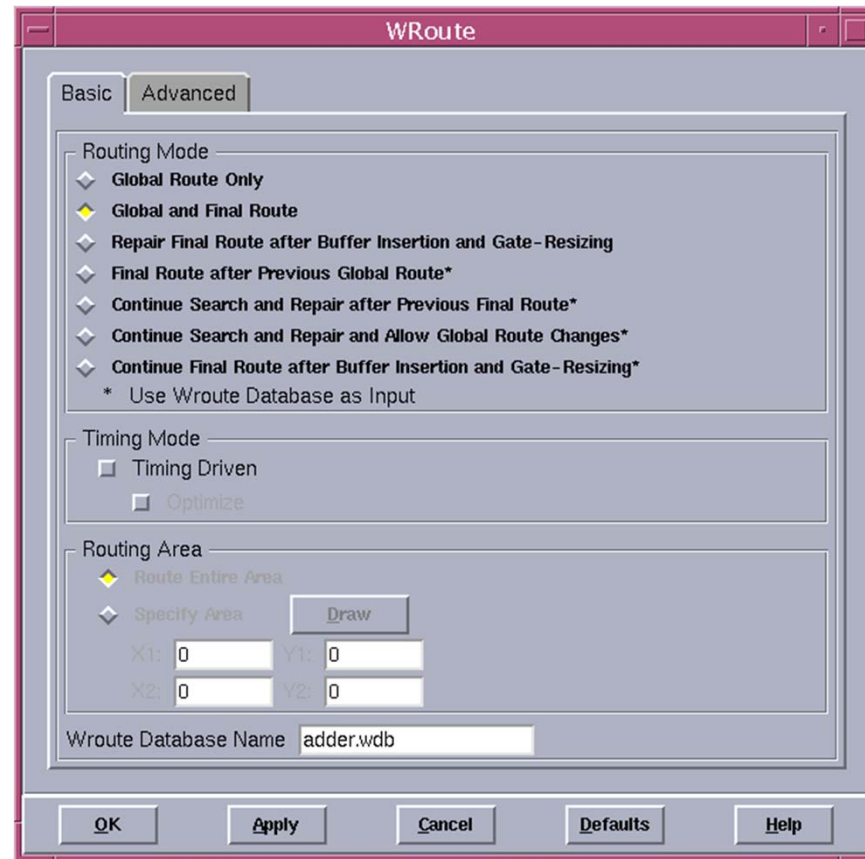 WRoute
Basic Advanced
Routing Mode
Global Route Only
Global and Final Route
Repair Final Route after Buffer Insertion and Gate-Resizing
Final Route after Previous Global Route*
Continue Search and Repair after Previous Final Route*
Continue Search and Repair and Allow Global Route Changes*
Continue Final Route after Buffer Insertion and Gate-Resizing*
* Use Wroute Database as Input
Timing Mode
Timing Driven
Optimize
Routing Area
Route Entire Area
Specify Area Draw
X1: 0 Y1: 0
X2: 0 Y2: 0
Wroute Database Name adder.wdb
OK Apply Cancel Defaults Help